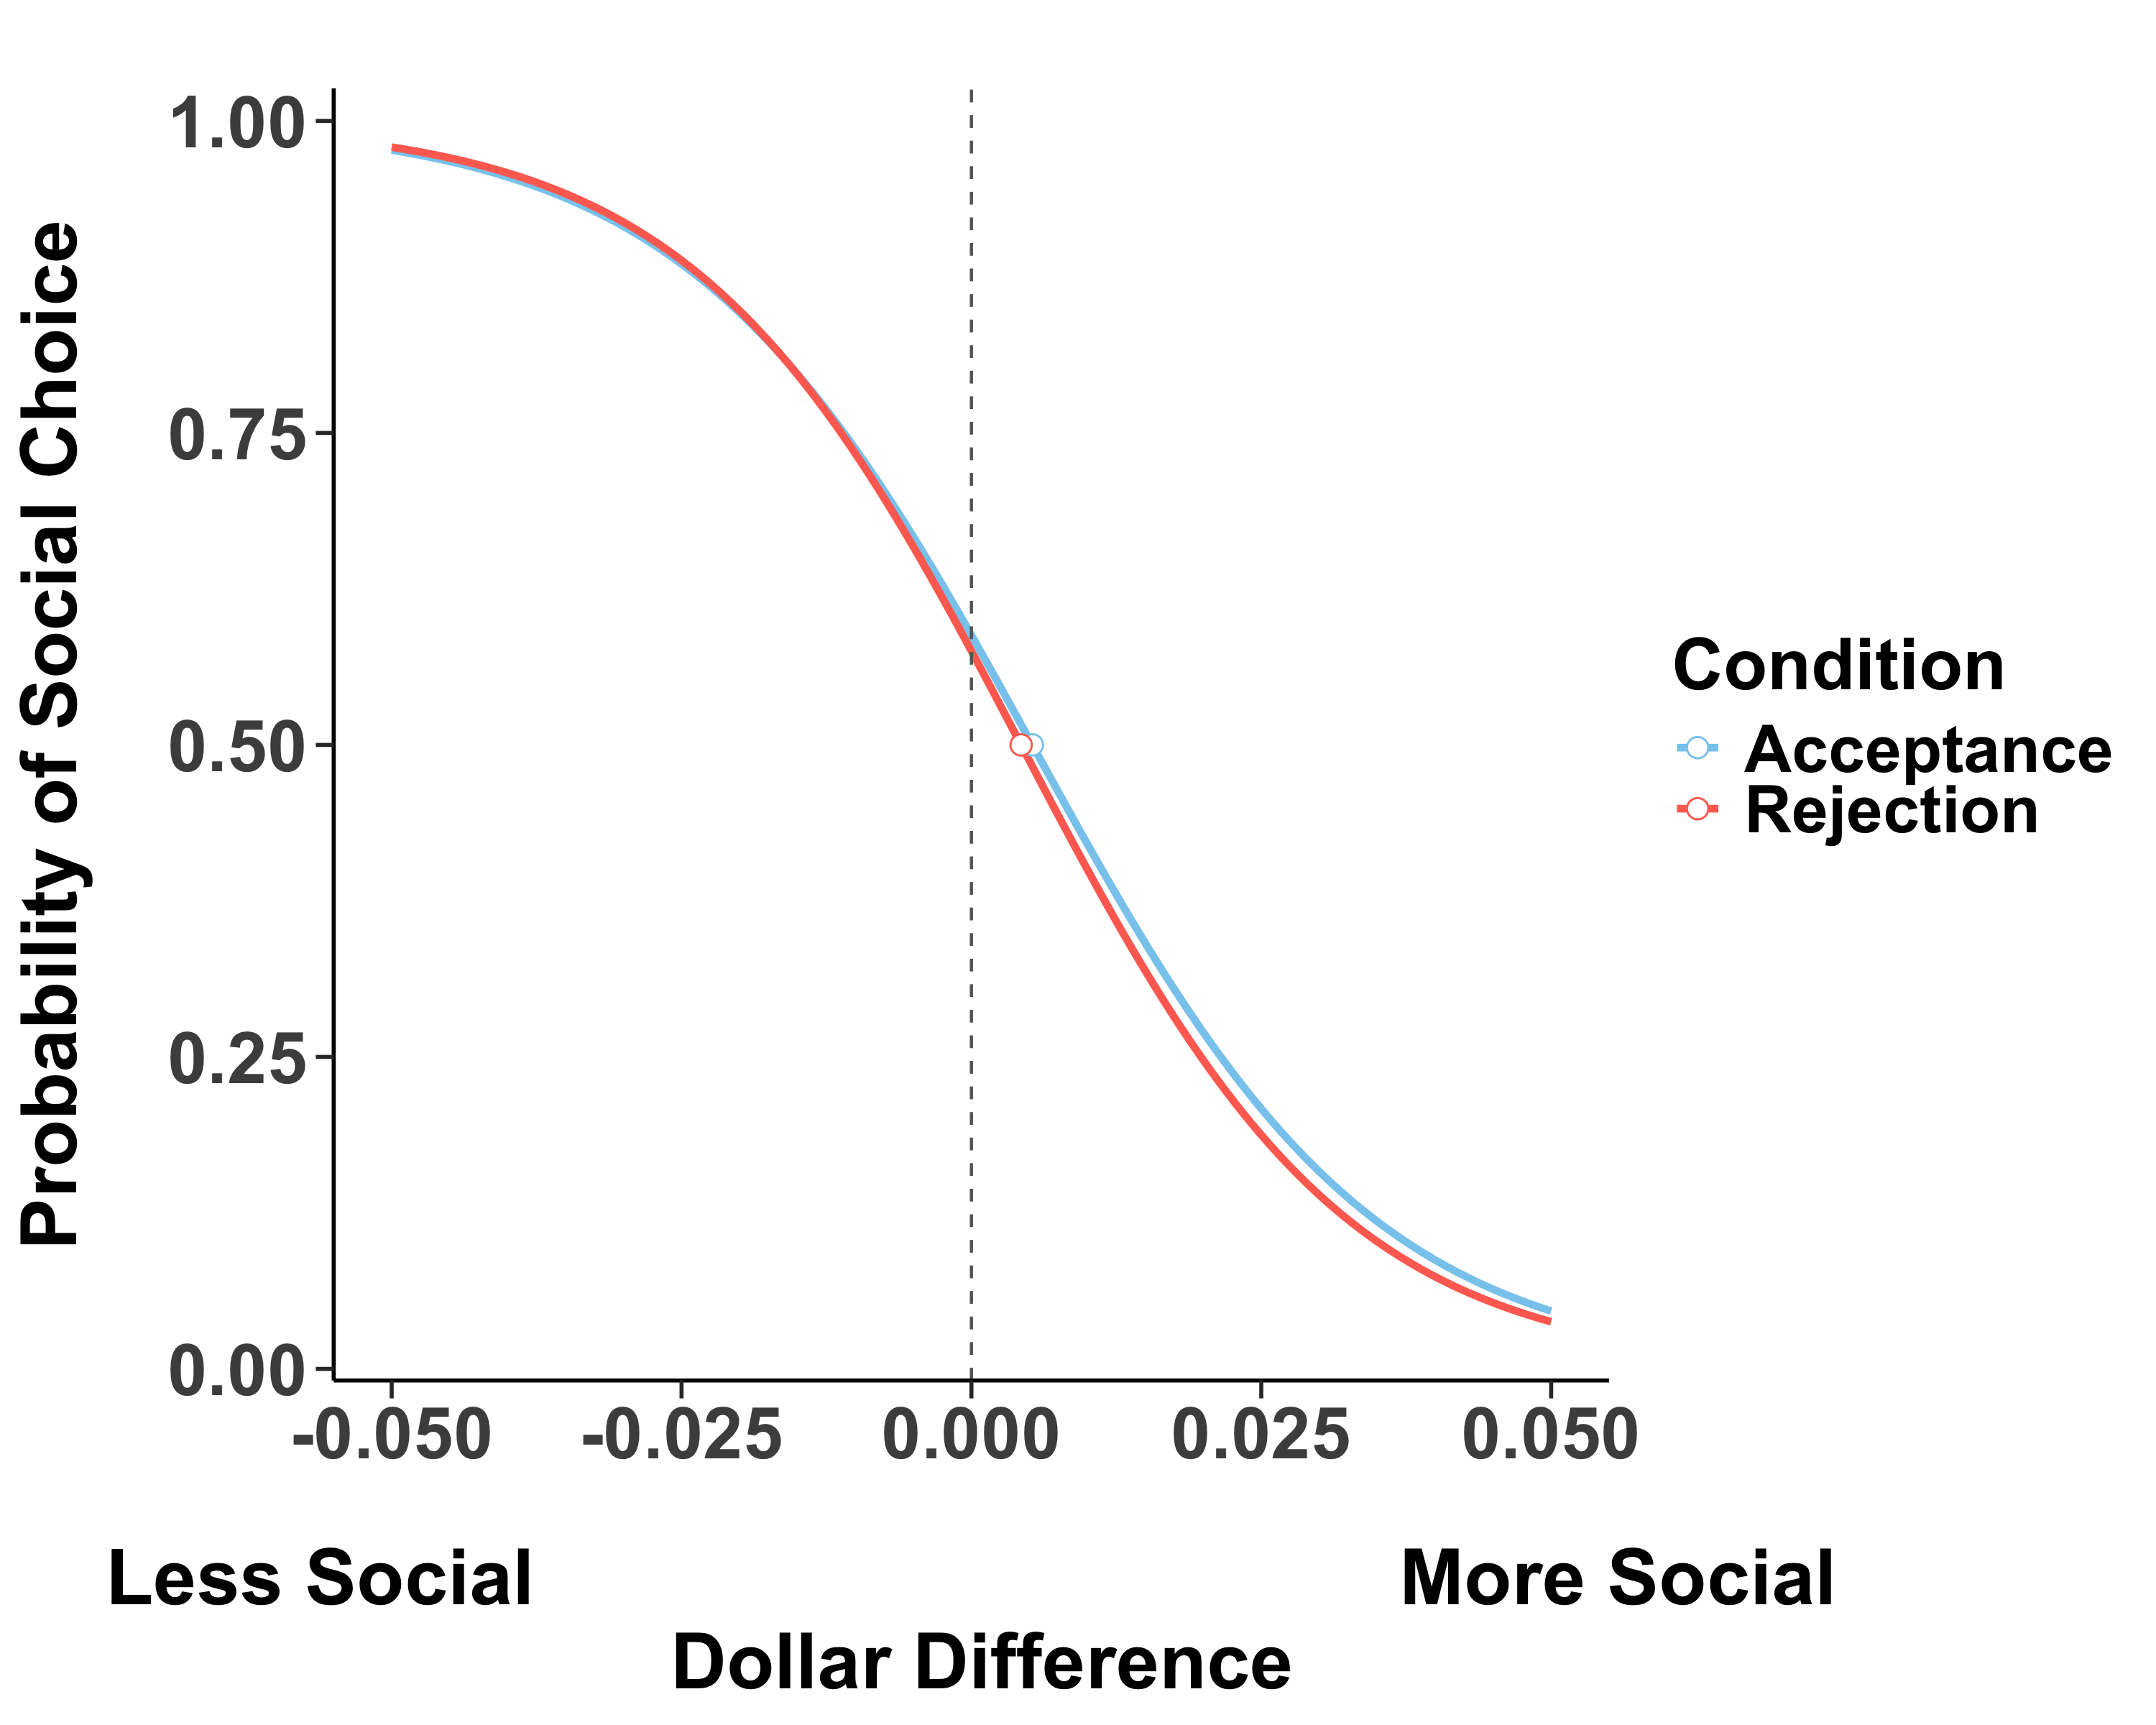 Probability of Social Choice
1.00
0.75
0.50
0.25
0.00
-0.050 -0.025 0.000 0.025 0.050
Less Social More Social
Dollar Difference
Condition
Acceptance
Rejection